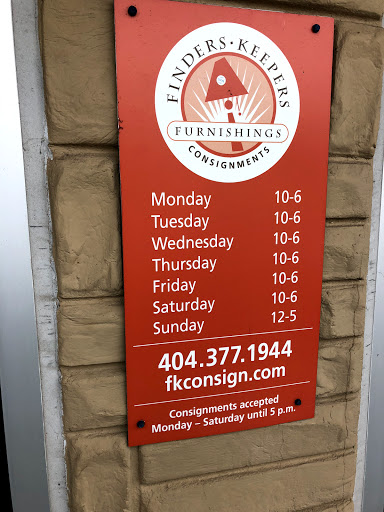 FINDERS • KEEPERS
FURNISHINGS
CONSIGNMENTS
Monday 10-6
Tuesday 10-6
Wednesday 10-6
Thursday 10-6
Friday 10-6
Saturday 10-6
Sunday 12-5
404.377.1944
fkconsign.com
Consignments accepted
Monday – Saturday until 5 p.m.